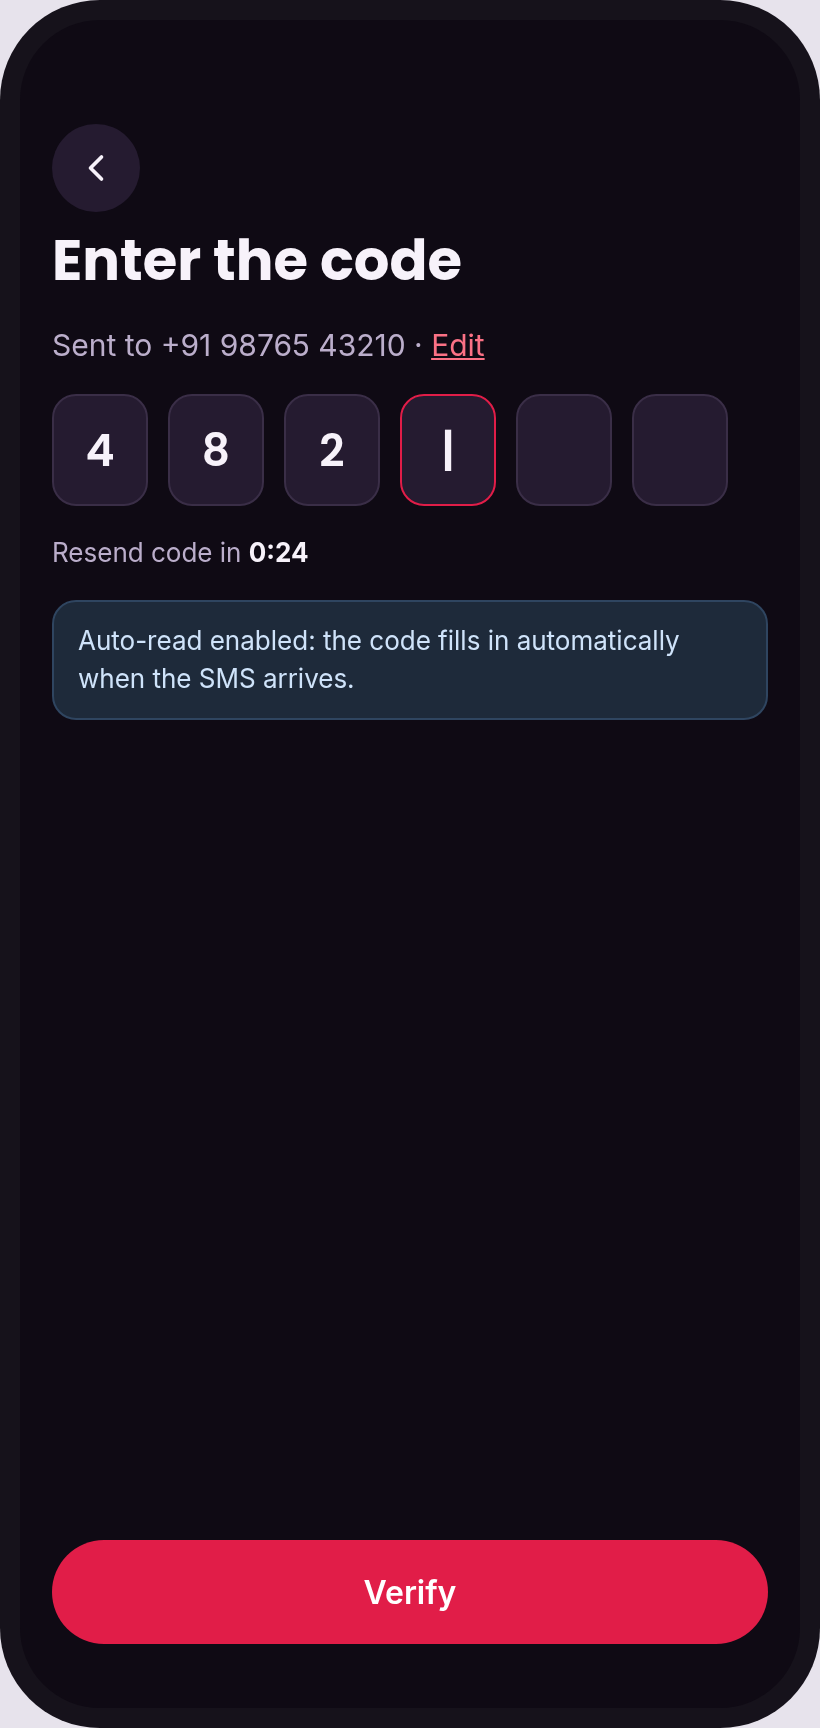 Enter the code
Sent to +91 98765 43210 · Edit
4 8 2
Resend code in 0:24
Auto-read enabled: the code fills in automatically
when the SMS arrives.
Verify